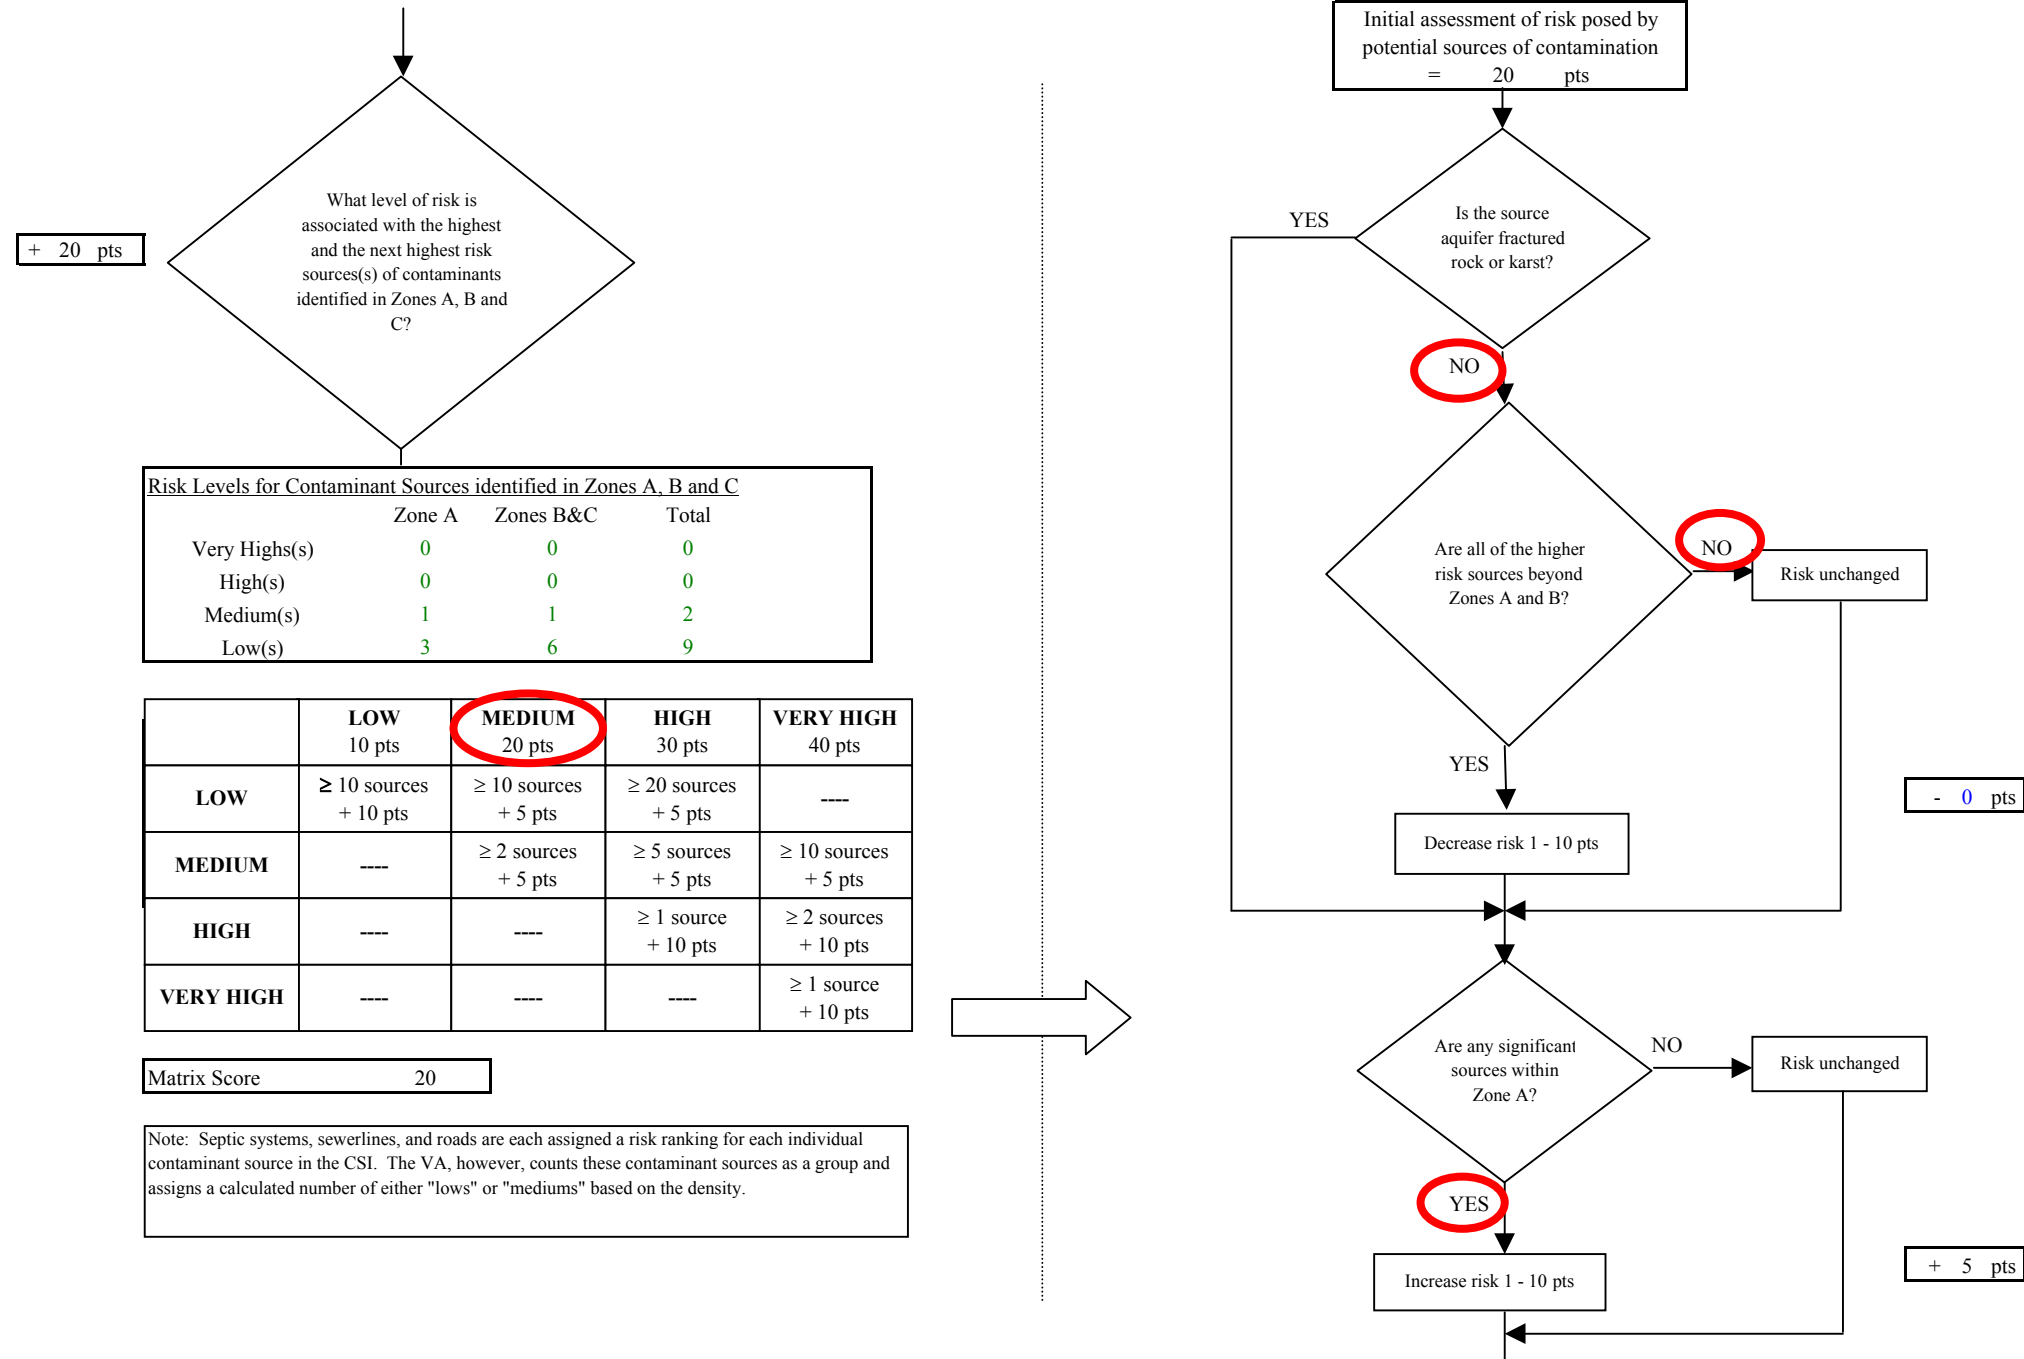 + 20 pts
What level of risk is
associated with the highest
and the next highest risk
sources(s) of contaminants
identified in Zones A, B and
C?
Risk Levels for Contaminant Sources identified in Zones A, B and C
Zone A Zones B&C Total
Very Highs(s) 0 0 0
High(s) 0 0 0
Medium(s) 1 1 2
Low(s) 3 6 9
LOW MEDIUM HIGH VERY HIGH
10 pts 20 pts 30 pts 40 pts
LOW ≥ 10 sources ≥ 10 sources ≥ 20 sources ----
+ 10 pts + 5 pts + 5 pts
MEDIUM ---- ≥ 2 sources ≥ 5 sources ≥ 10 sources
+ 5 pts + 5 pts + 5 pts
HIGH ---- ---- ≥ 1 source ≥ 2 sources
+ 10 pts + 10 pts
VERY HIGH ---- ---- ---- ≥ 1 source
+ 10 pts
Matrix Score 20
Note: Septic systems, sewerlines, and roads are each assigned a risk ranking for each individual
contaminant source in the CSI. The VA, however, counts these contaminant sources as a group and
assigns a calculated number of either "lows" or "mediums" based on the density.
Initial assessment of risk posed by
potential sources of contamination
= 20 pts
YES
Is the source
aquifer fractured
rock or karst?
NO
Are all of the higher
risk sources beyond
Zones A and B?
NO
Risk unchanged
YES
- 0 pts
Decrease risk 1 - 10 pts
Are any significant
sources within
Zone A?
NO
Risk unchanged
YES
+ 5 pts
Increase risk 1 - 10 pts